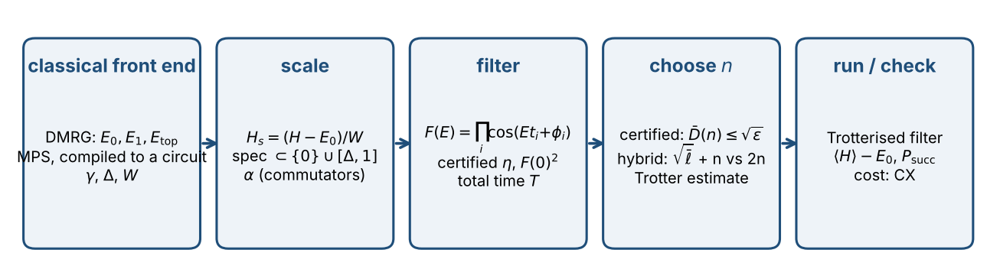 classical front end
DMRG: E₀, E₁, E_top
MPS, compiled to a circuit
γ, Δ, W
scale
H_s = (H − E₀)/W
spec ⊂ {0} ∪ [Δ, 1]
α (commutators)
filter
F(E) = ∏_i cos(Et_i+ϕ_i)
certified η, F(0)²
total time T
choose n
certified: D̄(n) ≤ √ε
hybrid: √ℓ̄ + n vs 2n
Trotter estimate
run / check
Trotterised filter
⟨H⟩ − E₀, P_succ
cost: CX